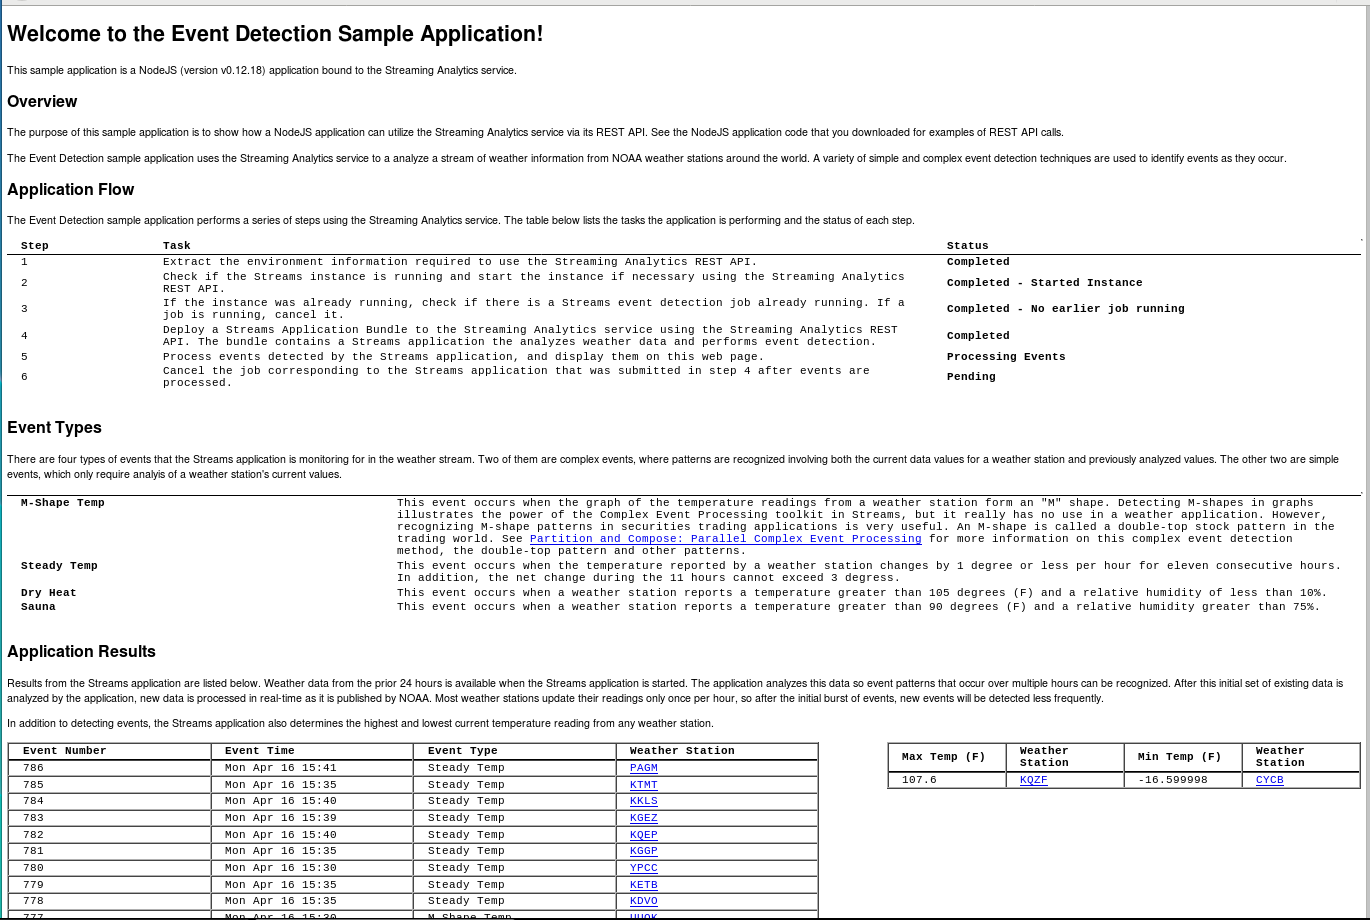 Welcome to the Event Detection Sample Application!
This sample application is a NodeJS (version v0.12.18) application bound to the Streaming Analytics service.
Overview
The purpose of this sample application is to show how a NodeJS application can utilize the Streaming Analytics service via its REST API. See the NodeJS application code that you downloaded for examples of REST API calls.
The Event Detection sample application uses the Streaming Analytics service to a analyze a stream of weather information from NOAA weather stations around the world. A variety of simple and complex event detection techniques are used to identify events as they occur.
Application Flow
The Event Detection sample application performs a series of steps using the Streaming Analytics service. The table below lists the tasks the application is performing and the status of each step.
Step Task Status
1 Extract the environment information required to use the Streaming Analytics REST API. Completed
2 Check if the Streams instance is running and start the instance if necessary using the Streaming Analytics
REST API. Completed - Started Instance
3 If the instance was already running, check if there is a Streams event detection job already running. If a
job is running, cancel it. Completed - No earlier job running
4 Deploy a Streams Application Bundle to the Streaming Analytics service using the Streaming Analytics REST
API. The bundle contains a Streams application the analyzes weather data and performs event detection. Completed
5 Process events detected by the Streams application, and display them on this web page. Processing Events
6 Cancel the job corresponding to the Streams application that was submitted in step 4 after events are
processed. Pending
Event Types
There are four types of events that the Streams application is monitoring for in the weather stream. Two of them are complex events, where patterns are recognized involving both the current data values for a weather station and previously analyzed values. The other two are simple
events, which only require analyis of a weather station's current values.
M-Shape Temp This event occurs when the graph of the temperature readings from a weather station form an "M" shape. Detecting M-shapes in graphs
illustrates the power of the Complex Event Processing toolkit in Streams, but it really has no use in a weather application. However,
recognizing M-shape patterns in securities trading applications is very useful. An M-shape is called a double-top stock pattern in the
trading world. See Partition and Compose: Parallel Complex Event Processing for more information on this complex event detection
method, the double-top pattern and other patterns.
Steady Temp This event occurs when the temperature reported by a weather station changes by 1 degree or less per hour for eleven consecutive hours.
In addition, the net change during the 11 hours cannot exceed 3 degress.
Dry Heat This event occurs when a weather station reports a temperature greater than 105 degrees (F) and a relative humidity of less than 10%.
Sauna This event occurs when a weather station reports a temperature greater than 90 degrees (F) and a relative humidity greater than 75%.
Application Results
Results from the Streams application are listed below. Weather data from the prior 24 hours is available when the Streams application is started. The application analyzes this data so event patterns that occur over multiple hours can be recognized. After this initial set of existing data is
analyzed by the application, new data is processed in real-time as it is published by NOAA. Most weather stations update their readings only once per hour, so after the initial burst of events, new events will be detected less frequently.
In addition to detecting events, the Streams application also determines the highest and lowest current temperature reading from any weather station.
Event Number Event Time Event Type Weather Station
786 Mon Apr 16 15:41 Steady Temp PAGM
785 Mon Apr 16 15:35 Steady Temp KTMT
784 Mon Apr 16 15:40 Steady Temp KKLS
783 Mon Apr 16 15:39 Steady Temp KGEZ
782 Mon Apr 16 15:40 Steady Temp KQEP
781 Mon Apr 16 15:35 Steady Temp KGGP
780 Mon Apr 16 15:30 Steady Temp YPCC
779 Mon Apr 16 15:35 Steady Temp KETB
778 Mon Apr 16 15:35 Steady Temp KDVO
777 Mon Apr 16 15:30 M-Shape Temp
Max Temp (F) Weather Station Min Temp (F) Weather Station
107.6 KQZF -16.599998 CYCB